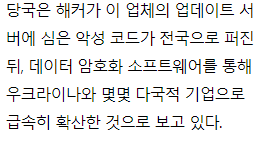 당국은 해커가 이 업체의 업데이트 서
버에 심은 악성 코드가 전국으로 퍼진
뒤, 데이터 암호화 소프트웨어를 통해
우크라이나와 몇몇 다국적 기업으로
급속히 확산한 것으로 보고 있다.